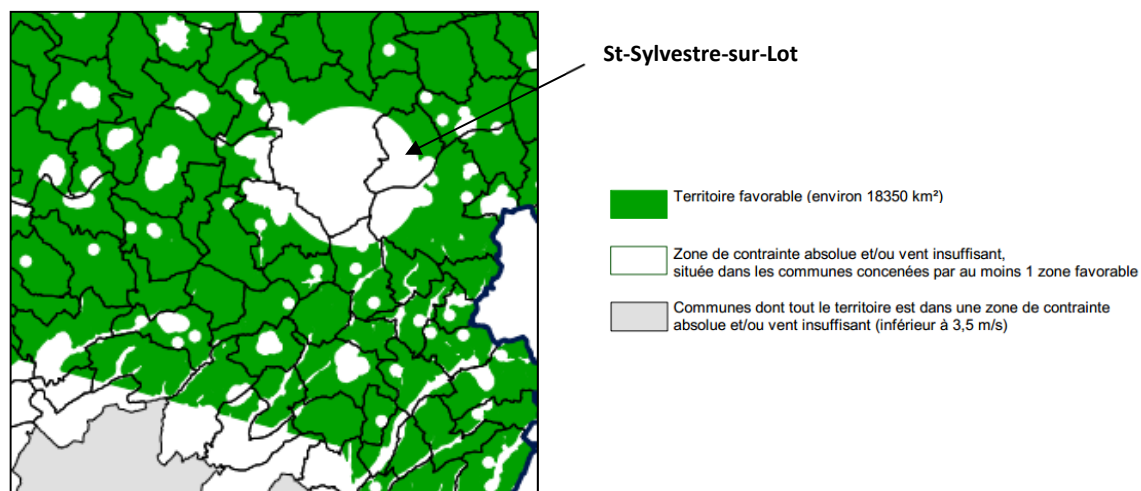 St-Sylvestre-sur-Lot
Territoire favorable (environ 18350 km²)
Zone de contrainte absolue et/ou vent insuffisant,
située dans les communes concenées par au moins 1 zone favorable
Communes dont tout le territoire est dans une zone de contrainte
absolue et/ou vent insuffisant (inférieur à 3,5 m/s)